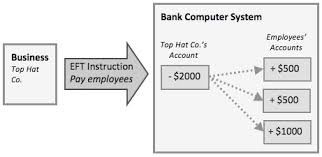 Business
Top Hat
Co.
EFT Instruction
Pay employees
Bank Computer System
Top Hat Co.'s
Account
- $2000
Employees'
Accounts
+ $500
+ $500
+ $1000